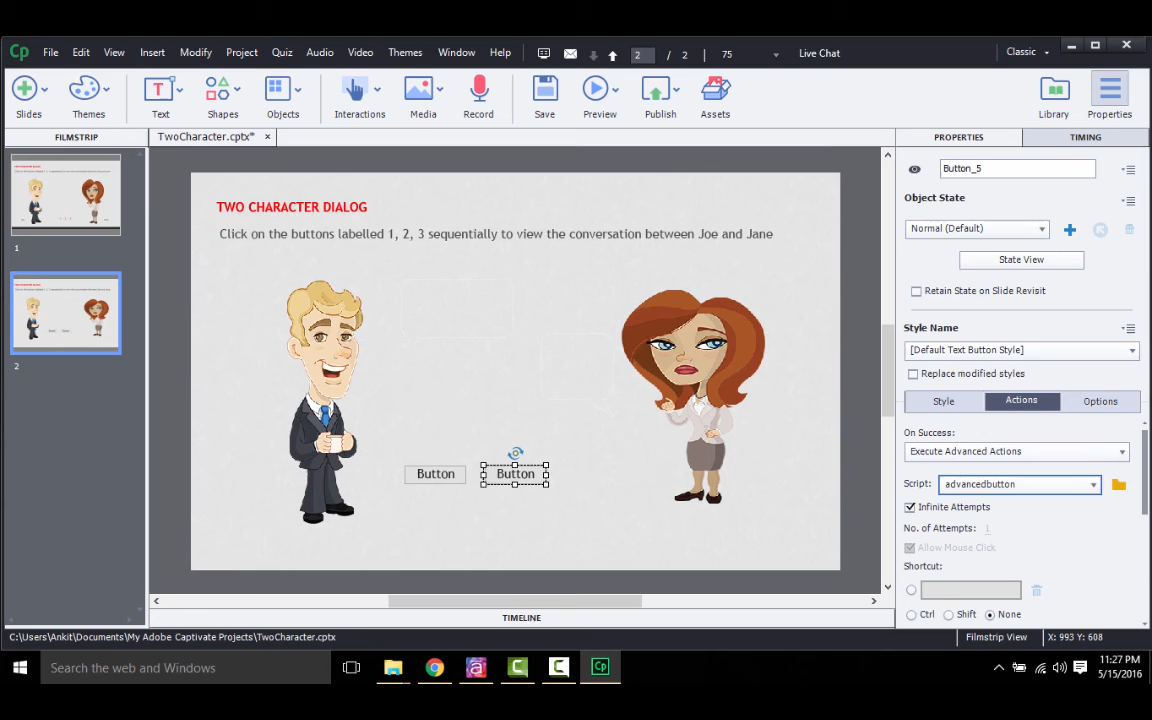 Cp File Edit View Insert Modify Project Quiz Audio Video Themes Window Help 2 / 2 75 Live Chat Classic
Slides Themes Text Shapes Objects Interactions Media Record Save Preview Publish Assets Library Properties
FILMSTRIP TwoCharacter.cptx* PROPERTIES TIMING
1
2
TWO CHARACTER DIALOG
Click on the buttons labelled 1, 2, 3 sequentially to view the conversation between Joe and Jane
Button Button
Button_5
Object State
Normal (Default)
State View
Retain State on Slide Revisit
Style Name
[Default Text Button Style]
Replace modified styles
Style Actions Options
On Success:
Execute Advanced Actions
Script: advancedbutton
Infinite Attempts
No. of Attempts: 1
Allow Mouse Click
Shortcut:
Ctrl Shift None
TIMELINE
C:\Users\Ankit\Documents\My Adobe Captivate Projects\TwoCharacter.cptx Filmstrip View X: 993 Y: 608
Search the web and Windows Cp 11:27 PM
5/15/2016